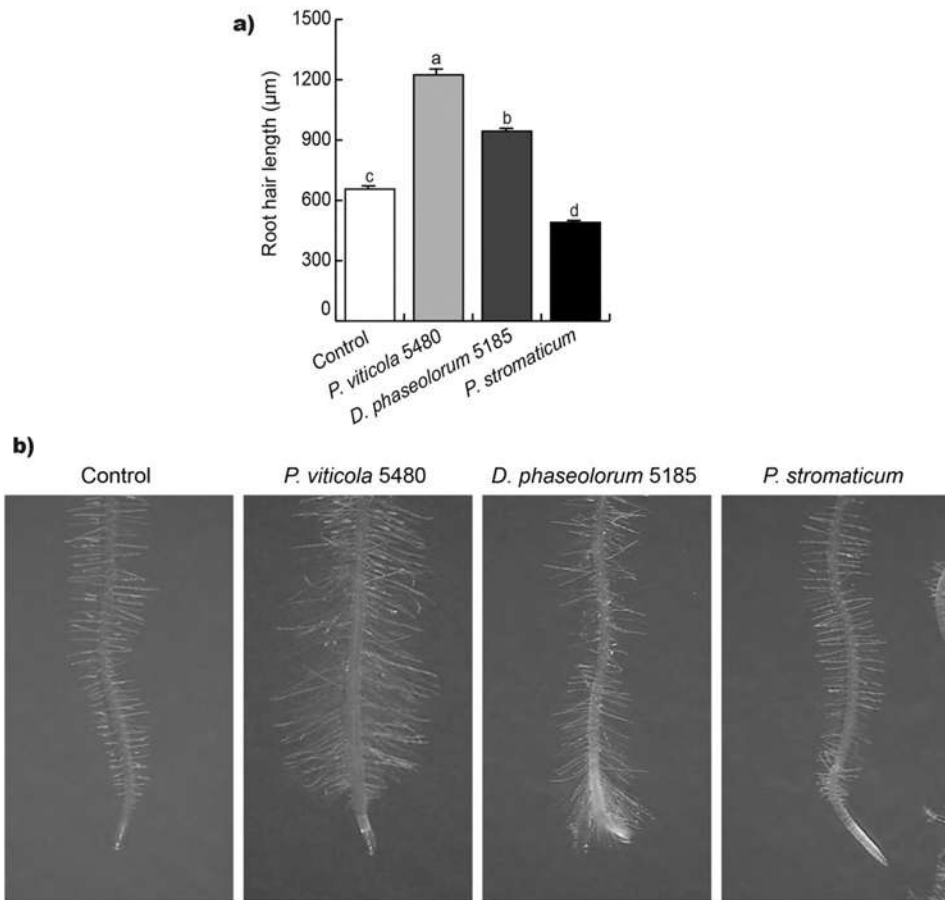 a)
Root hair length (µm)
1500
1200
900
600
300
0
c
a
b
d
Control
P. viticola 5480
D. phaseolorum 5185
P. stromaticum
b)
Control
P. viticola 5480
D. phaseolorum 5185
P. stromaticum